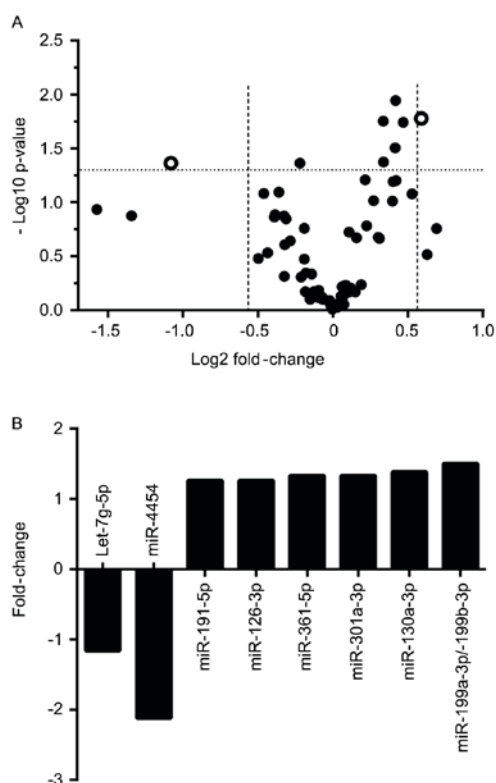 A
2.5
2.0
1.5
1.0
0.5
0.0
- Log10 p-value
-1.5
-1.0
-0.5
0
0.5
1.0
Log2 fold-change
B
2
1
0
-1
-2
-3
Fold-change
Let-7g-5p
miR-4454
miR-191-5p
miR-126-3p
miR-361-5p
miR-301a-3p
miR-130a-3p
miR-199a-3p/-199b-3p